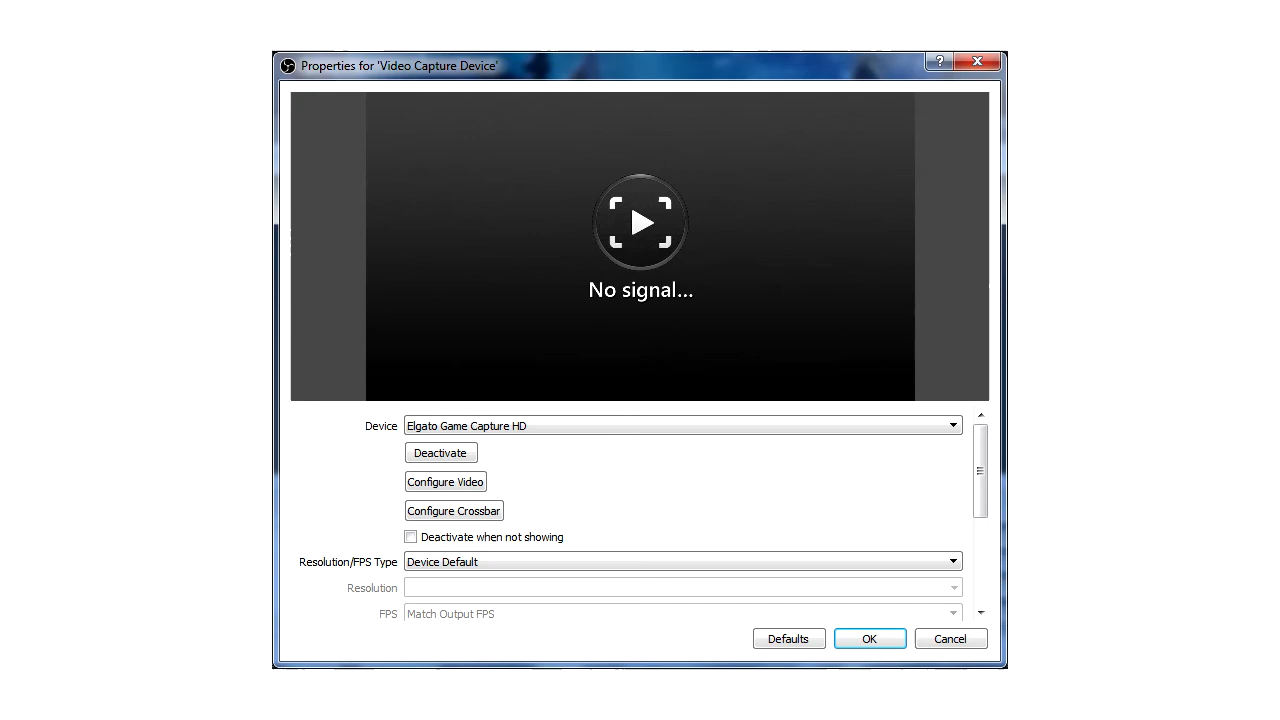 Properties for 'Video Capture Device'
?
No signal...
Device Elgato Game Capture HD
Deactivate
Configure Video
Configure Crossbar
Deactivate when not showing
Resolution/FPS Type Device Default
Resolution
FPS Match Output FPS
Defaults OK Cancel